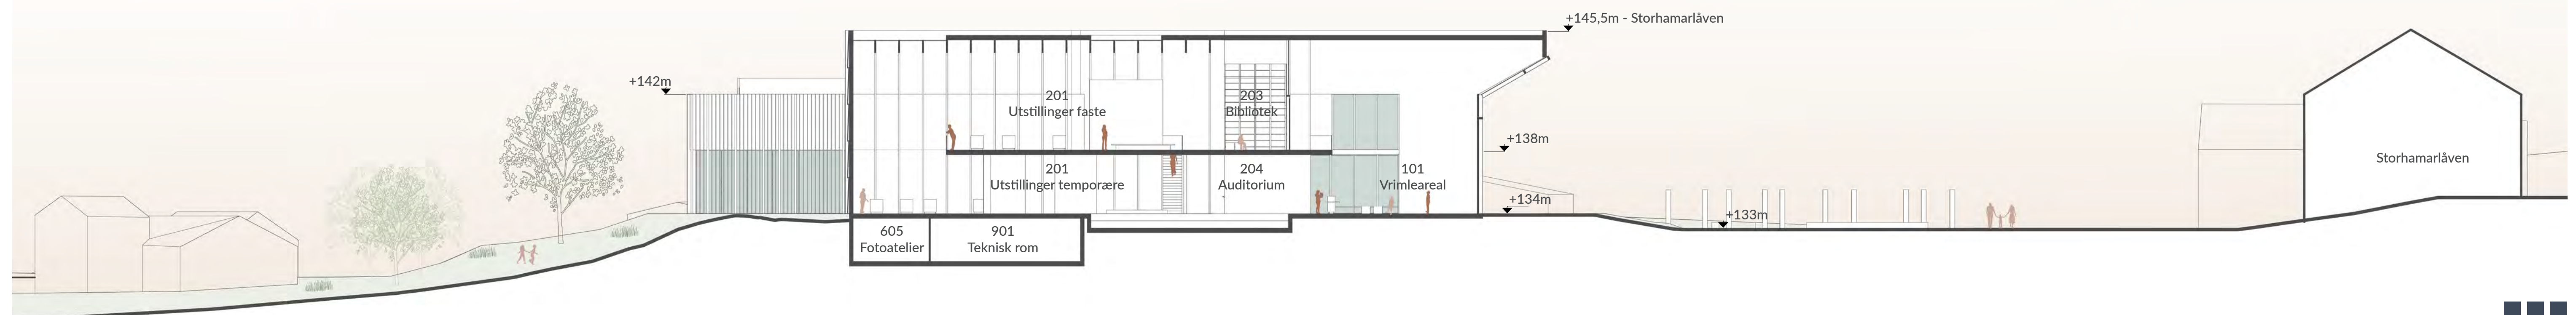 +145,5m - Storhamarlåven
+142m
201
Utstillinger faste
203
Bibliotek
+138m
201
Utstillinger temporære
204
Auditorium
101
Vrimleareal
Storhamarlåven
+134m
+133m
605
Fotoatelier
901
Teknisk rom